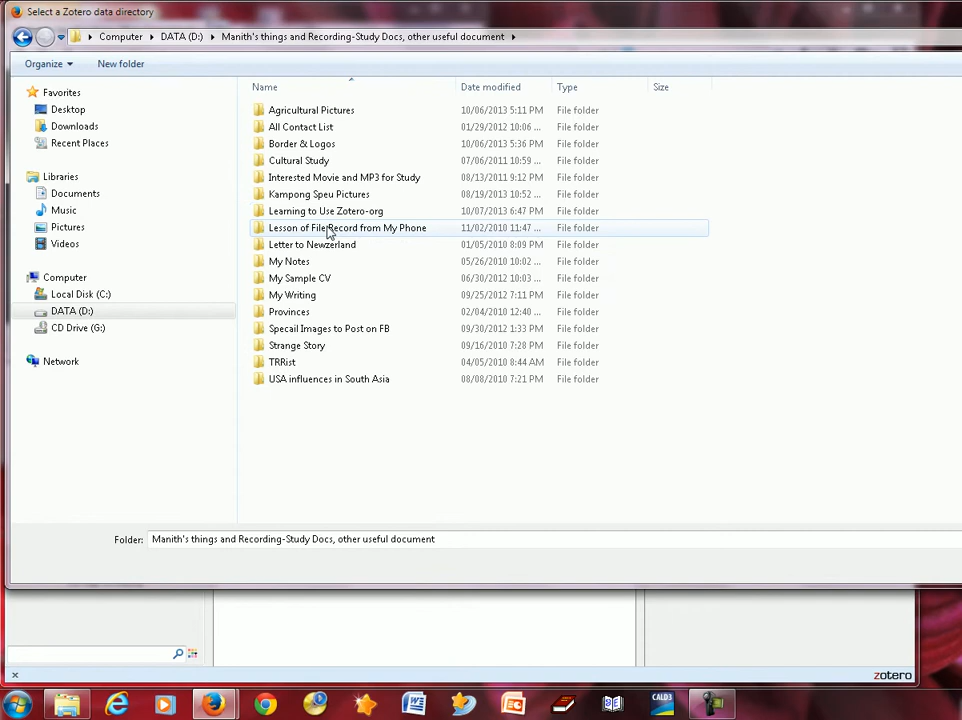 Select a Zotero data directory
Computer DATA (D:) Manith's things and Recording-Study Docs, other useful document
Organize New folder
Name Date modified Type Size
Favorites
Desktop
Downloads
Recent Places
Libraries
Documents
Music
Pictures
Videos
Computer
Local Disk (C:)
DATA (D:)
CD Drive (G:)
Network
Agricultural Pictures 10/06/2013 5:11 PM File folder
All Contact List 01/29/2012 10:06 ... File folder
Border & Logos 10/06/2013 5:36 PM File folder
Cultural Study 07/06/2011 10:59 ... File folder
Interested Movie and MP3 for Study 08/13/2011 9:12 PM File folder
Kampong Speu Pictures 08/19/2013 10:52 ... File folder
Learning to Use Zotero-org 10/07/2013 6:47 PM File folder
Lesson of File Record from My Phone 11/02/2010 11:47 ... File folder
Letter to Newzerland 01/05/2010 8:09 PM File folder
My Notes 05/26/2010 10:02 ... File folder
My Sample CV 06/30/2012 10:03 ... File folder
My Writing 09/25/2012 7:11 PM File folder
Provinces 02/04/2010 12:40 ... File folder
Specail Images to Post on FB 09/30/2012 1:33 PM File folder
Strange Story 09/16/2010 7:28 PM File folder
TRRist 04/05/2010 8:44 AM File folder
USA influences in South Asia 08/08/2010 7:21 PM File folder
Folder: Manith's things and Recording-Study Docs, other useful document
zotero
CALD3